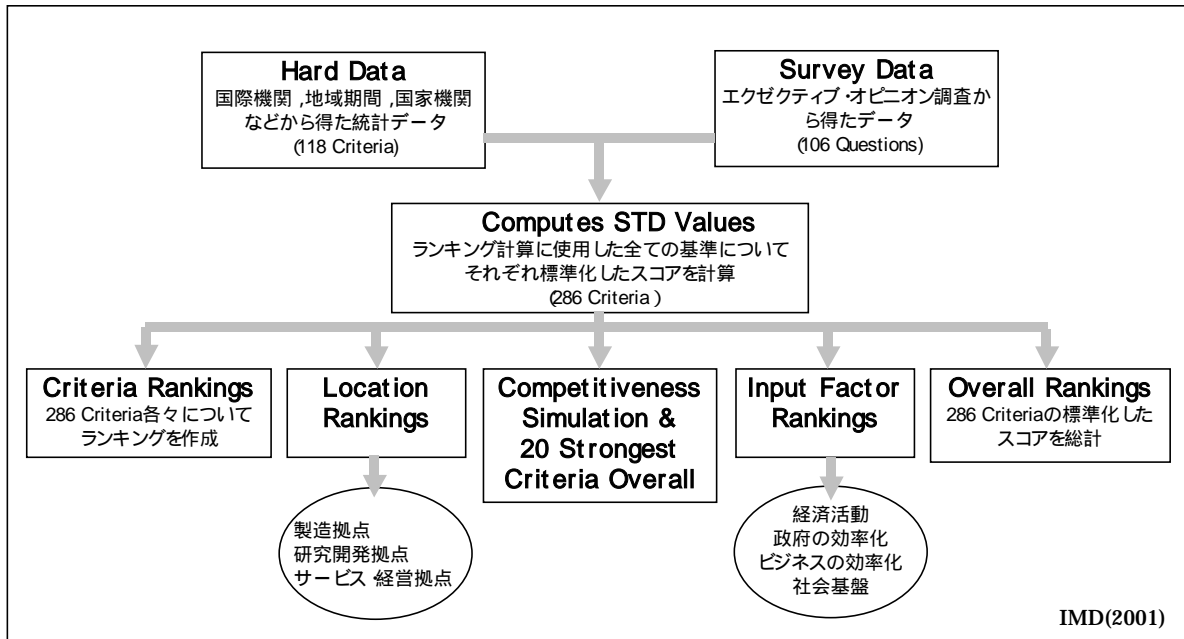 Hard Data
国際機関,地域期間,国家機関
などから得た統計データ
(118 Criteria)
Survey Data
エクゼクティブ・オピニオン調査か
ら得たデータ
(106 Questions)
Computes STD Values
ランキング計算に使用した全ての基準について
それぞれ標準化したスコアを計算
(286 Criteria )
Criteria Rankings
286 Criteria各々について
ランキングを作成
Location
Rankings
Competitiveness
Simulation &
20 Strongest
Criteria Overall
Input Factor
Rankings
Overall Rankings
286 Criteriaの標準化した
スコアを総計
製造拠点
研究開発拠点
サービス・経営拠点
経済活動
政府の効率化
ビジネスの効率化
社会基盤
IMD(2001)